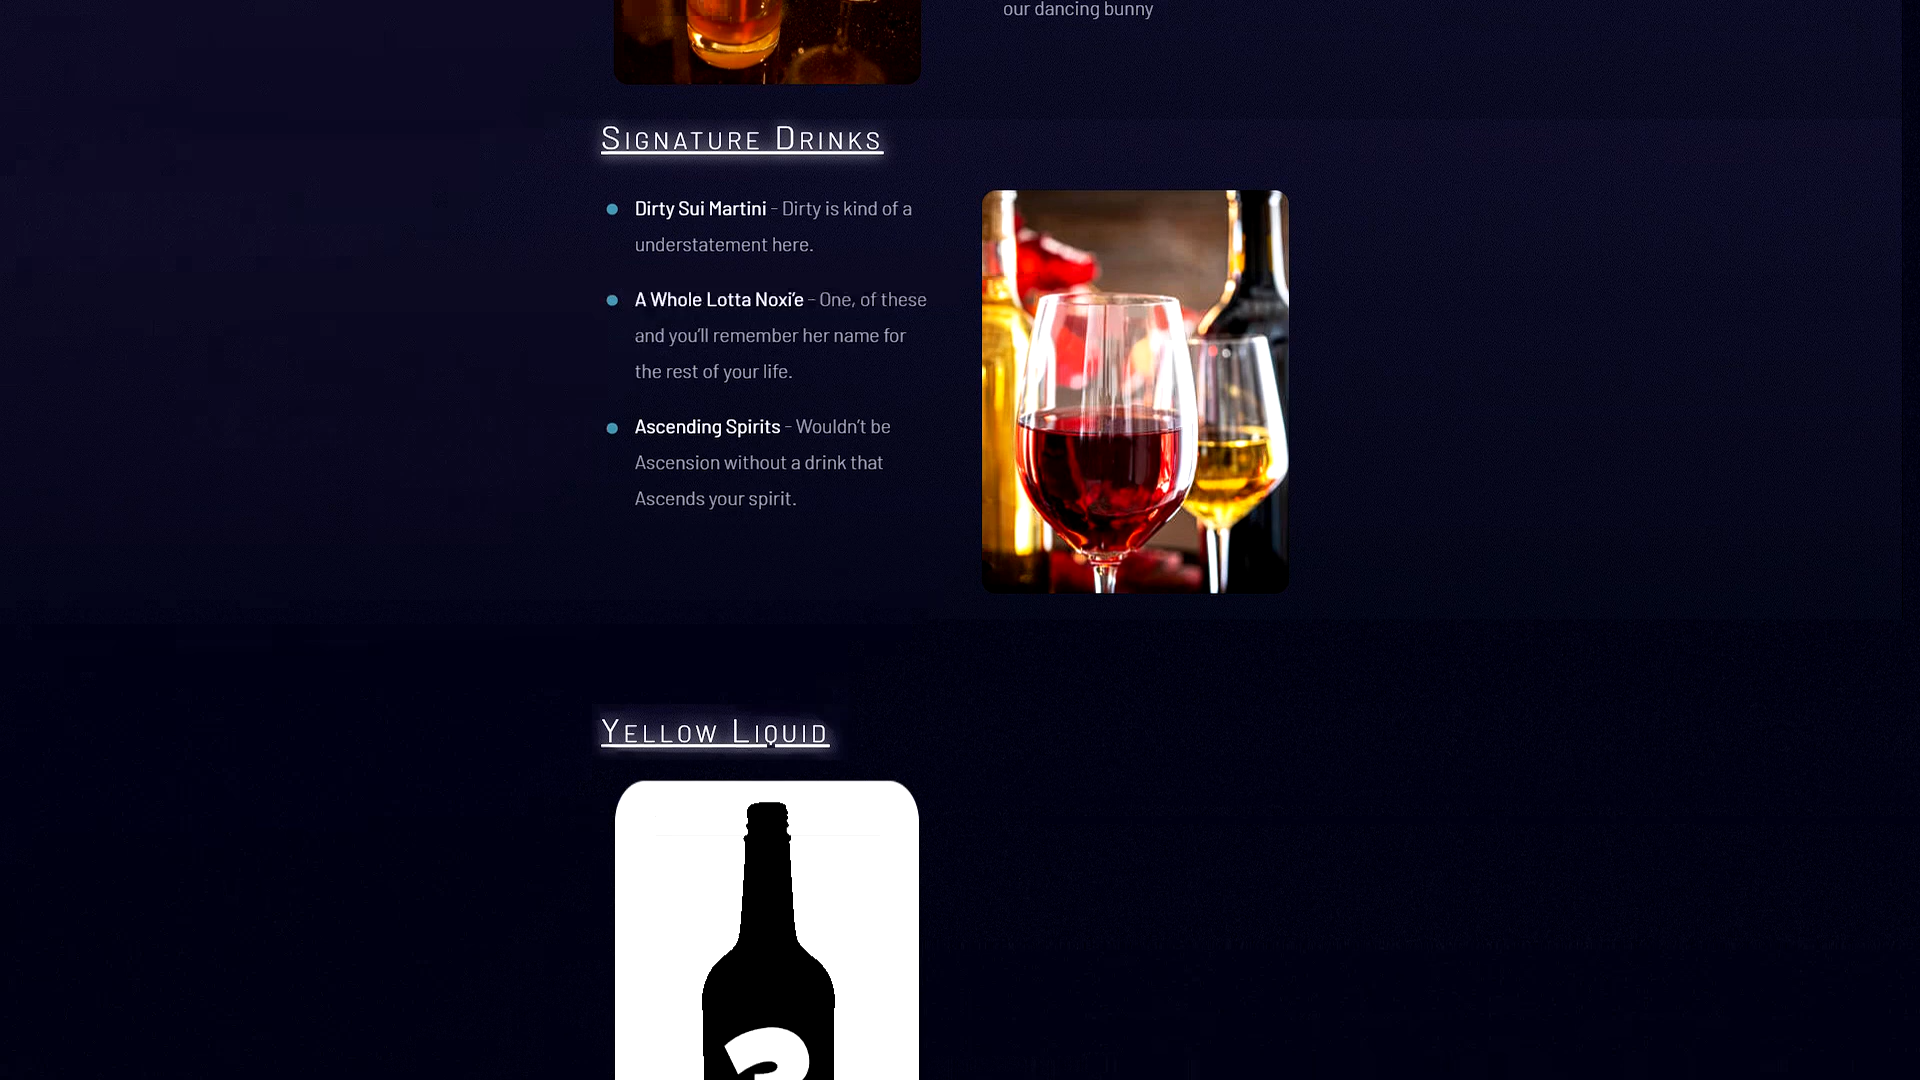 our dancing bunny
Signature Drinks
Dirty Sui Martini - Dirty is kind of a
understatement here.
A Whole Lotta Noxi'e - One, of these
and you'll remember her name for
the rest of your life.
Ascending Spirits - Wouldn't be
Ascension without a drink that
Ascends your spirit.
Yellow Liquid